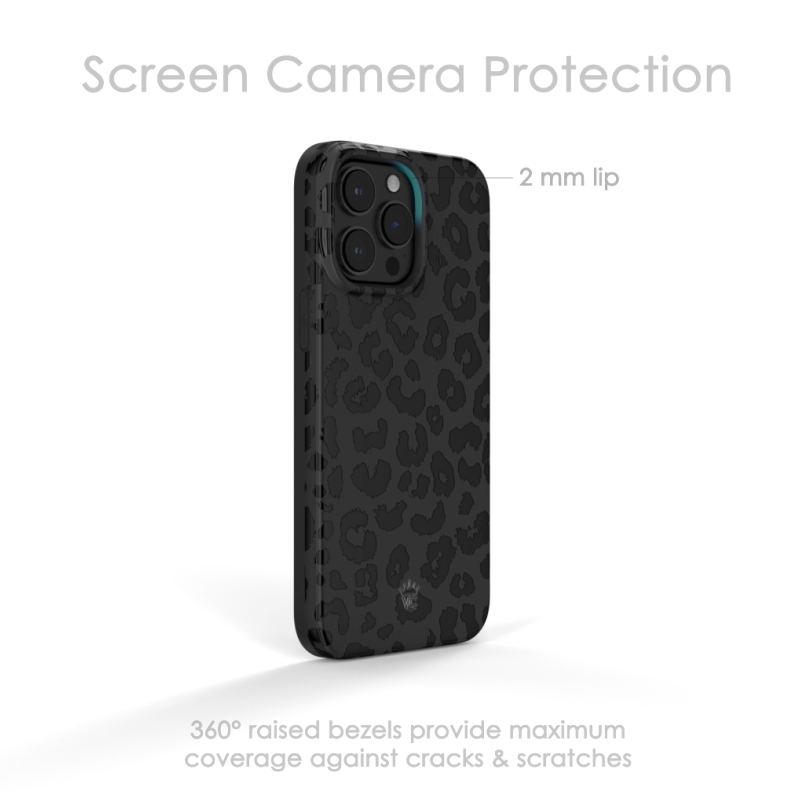 Screen Camera Protection
2 mm lip
360° raised bezels provide maximum
coverage against cracks & scratches